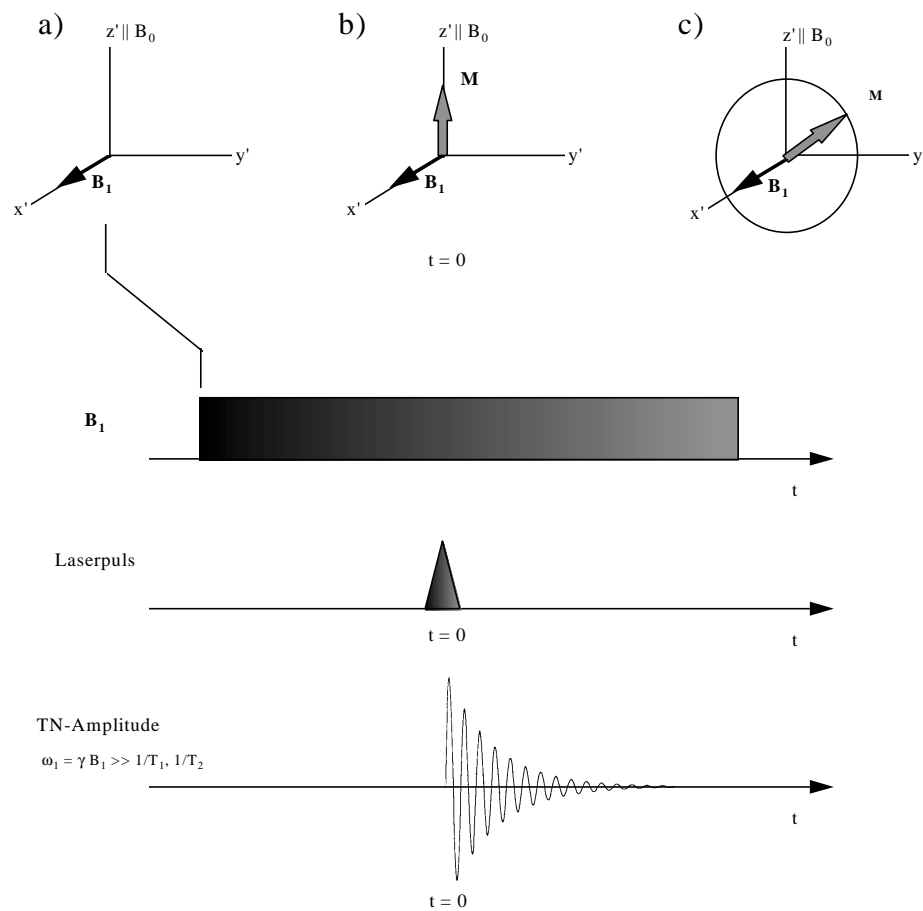 a)
b)
c)
z' || B₀
z' || B₀
z' || B₀
M
M
B₁
y'
B₁
y'
B₁
y
x'
x'
x'
t = 0
B₁
t
Laserpuls
t = 0
t
TN-Amplitude
ω₁ = γ B₁ >> 1/T₁, 1/T₂
t
t = 0